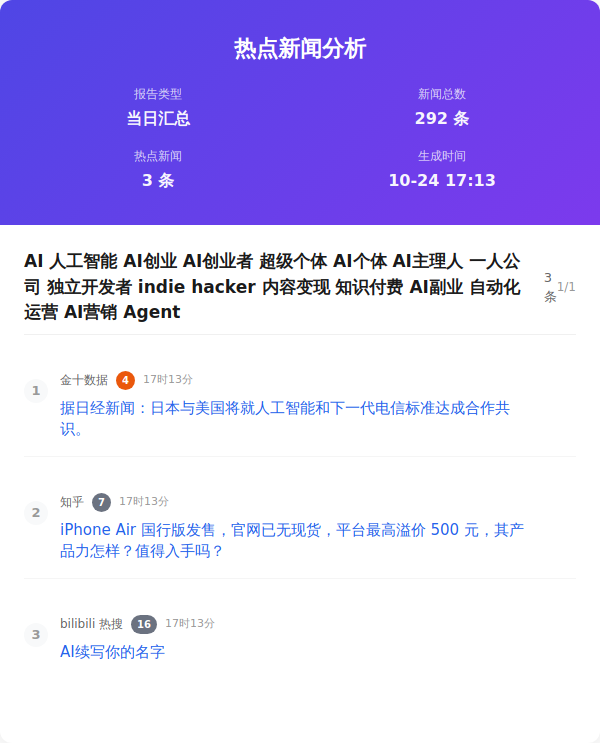 热点新闻分析
报告类型
新闻总数
当日汇总
292 条
热点新闻
生成时间
3 条
10-24 17:13
AI 人工智能 AI创业 AI创业者 超级个体 AI个体 AI主理人 一人公
司 独立开发者 indie hacker 内容变现 知识付费 AI副业 自动化
运营 AI营销 Agent
3
条
1/1
1
金十数据 4 17时13分
据日经新闻：日本与美国将就人工智能和下一代电信标准达成合作共
识。
2
知乎 7 17时13分
iPhone Air 国行版发售，官网已无现货，平台最高溢价 500 元，其产
品力怎样？值得入手吗？
3
bilibili 热搜 16 17时13分
AI续写你的名字